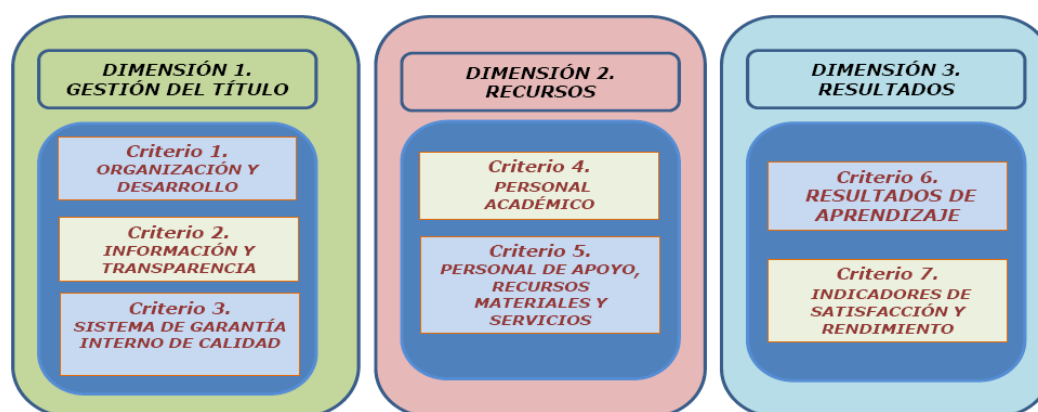 DIMENSIÓN 1.
GESTIÓN DEL TÍTULO
Criterio 1.
ORGANIZACIÓN Y
DESARROLLO
Criterio 2.
INFORMACIÓN Y
TRANSPARENCIA
Criterio 3.
SISTEMA DE GARANTÍA
INTERNO DE CALIDAD
DIMENSIÓN 2.
RECURSOS
Criterio 4.
PERSONAL
ACADÉMICO
Criterio 5.
PERSONAL DE APOYO,
RECURSOS
MATERIALES Y
SERVICIOS
DIMENSIÓN 3.
RESULTADOS
Criterio 6.
RESULTADOS DE
APRENDIZAJE
Criterio 7.
INDICADORES DE
SATISFACCIÓN Y
RENDIMIENTO